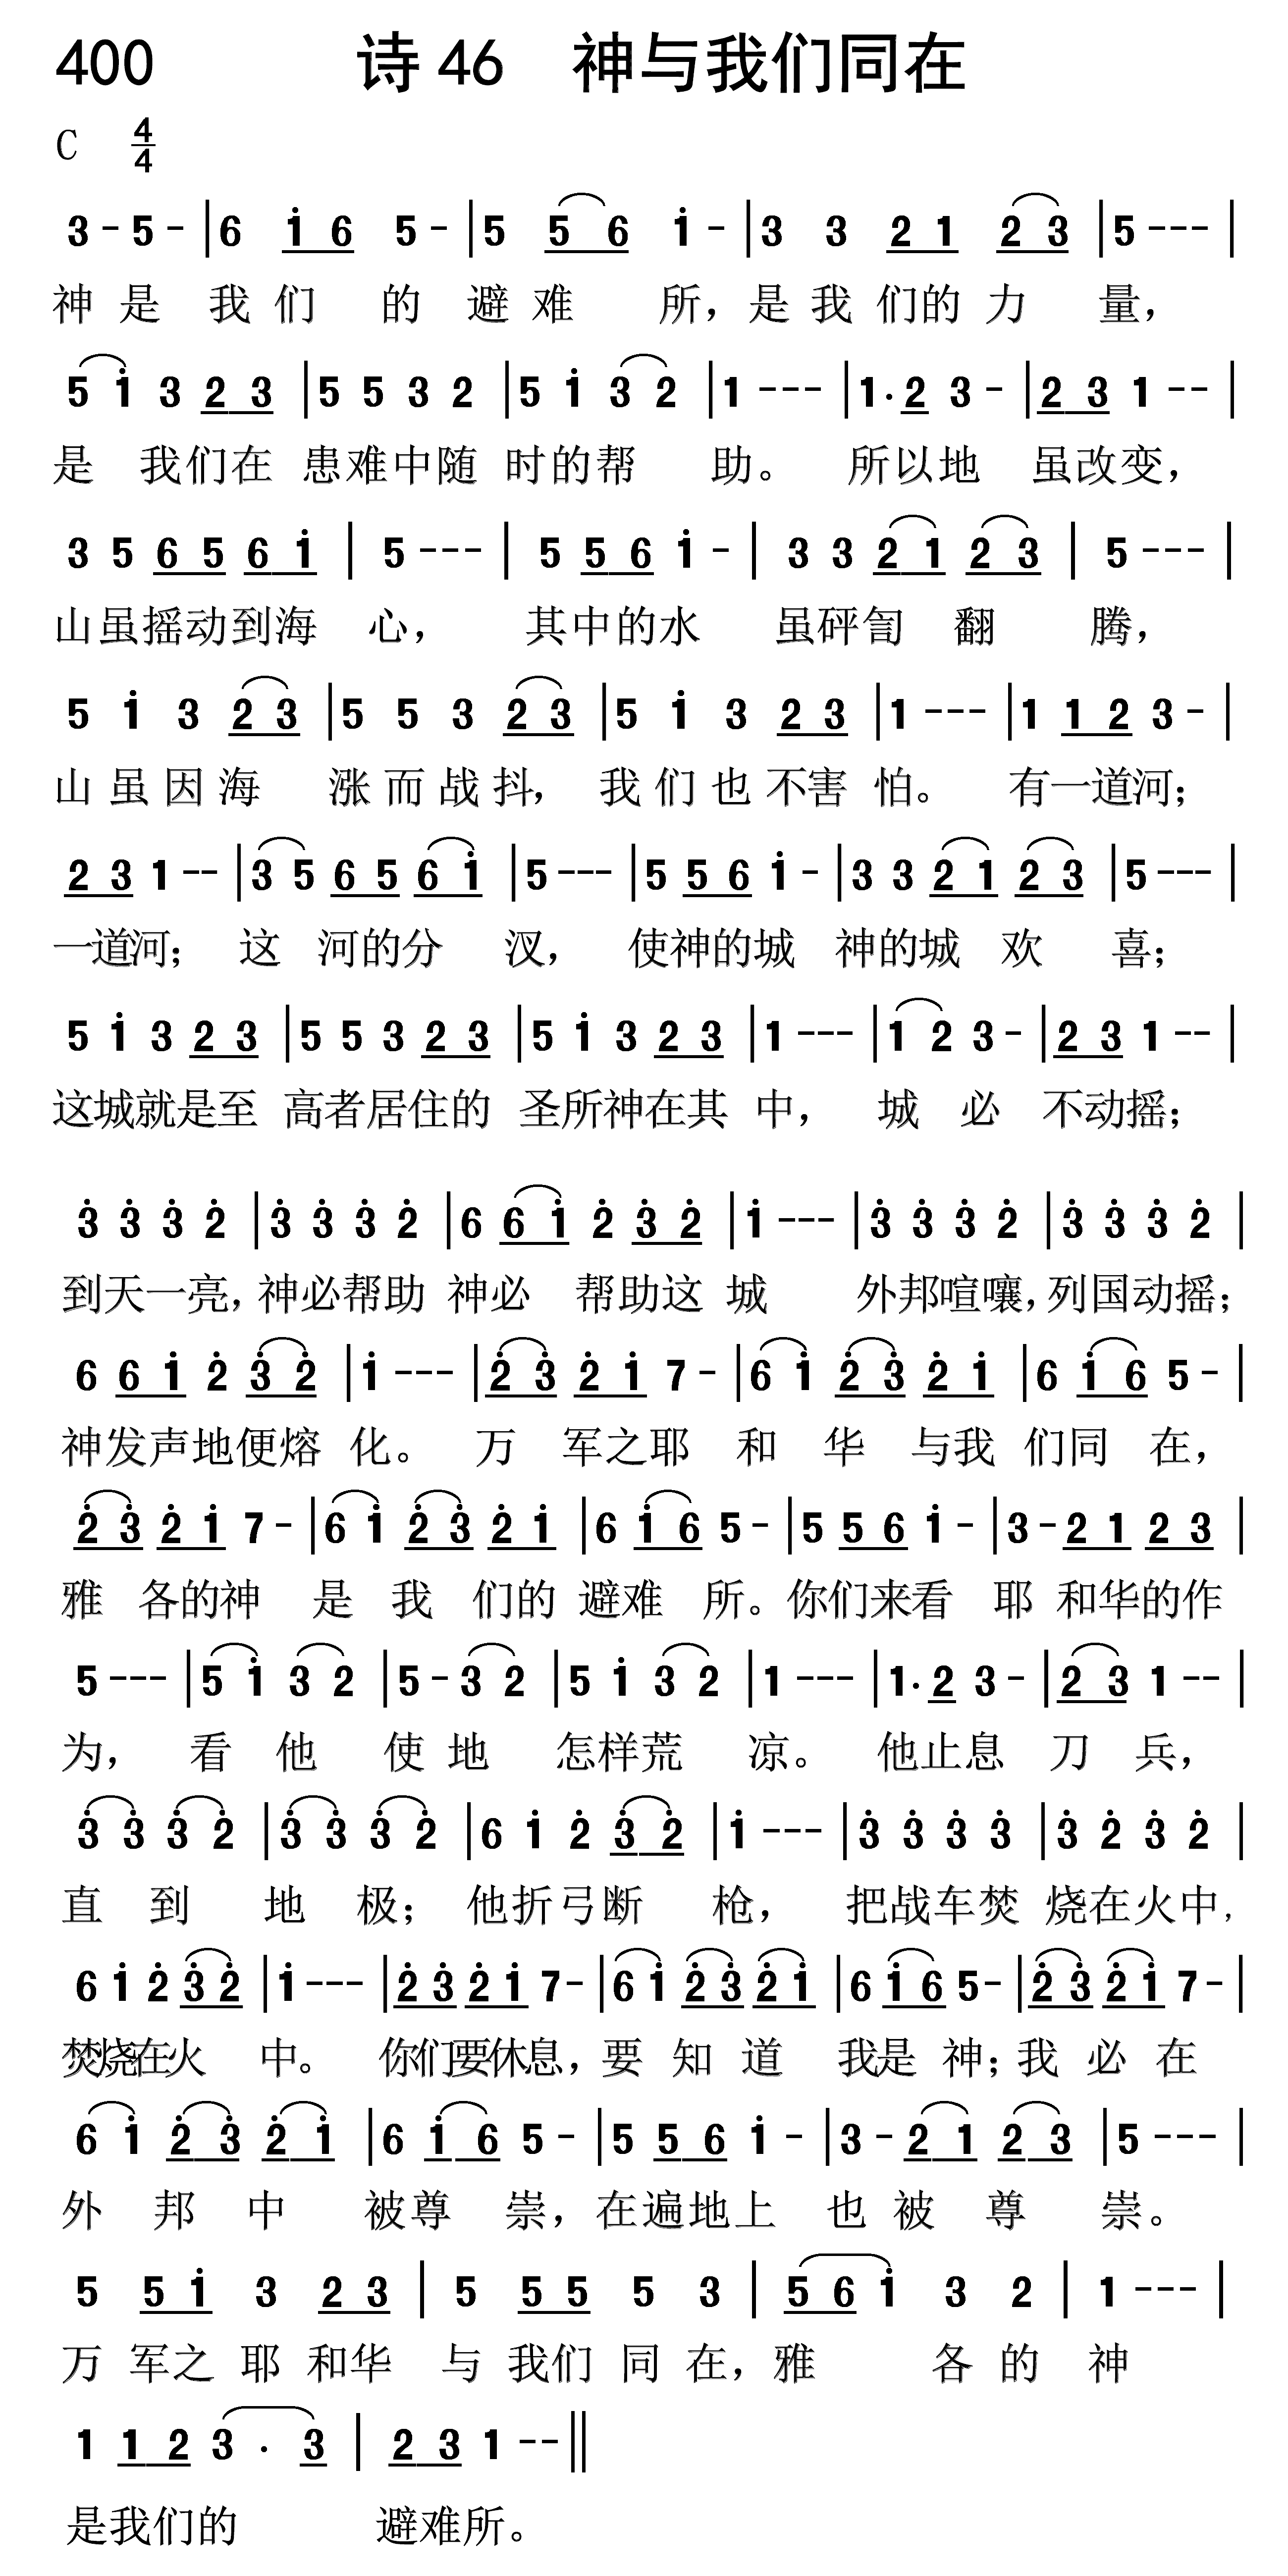 400 诗 46 神与我们同在
C 4/4
3 - 5 - | 6 i 6 5 - | 5 5 6 i - | 3 3 2 1 2 3 | 5 - - - |
神 是 我 们 的 避 难 所，是 我 们的 力 量，
5 i 3 2 3 | 5 5 3 2 | 5 i 3 2 | 1 - - - | 1 · 2 3 - | 2 3 1 - - |
是 我们在 患难中随 时的帮 助。 所以地 虽改变，
3 5 6 5 6 i | 5 - - - | 5 5 6 i - | 3 3 2 1 2 3 | 5 - - - |
山虽摇动到海 心， 其中的水 虽砰訇 翻 腾，
5 i 3 2 3 | 5 5 3 2 3 | 5 i 3 2 3 | 1 - - - | 1 1 2 3 - |
山 虽 因 海 涨 而 战 抖， 我 们 也 不害 怕。 有一道河；
2 3 1 - - | 3 5 6 5 6 i | 5 - - - | 5 5 6 i - | 3 3 2 1 2 3 | 5 - - - |
一道河； 这 河的分 汊， 使神的城 神的城 欢 喜；
5 i 3 2 3 | 5 5 3 2 3 | 5 i 3 2 3 | 1 - - - | 1 2 3 - | 2 3 1 - - |
这城就是至 高者居住的 圣所神在其 中， 城 必 不动摇；
3̇ 3̇ 3̇ 2̇ | 3̇ 3̇ 3̇ 2̇ | 6 6 i 2̇ 3̇ 2̇ | i - - - | 3̇ 3̇ 3̇ 2̇ | 3̇ 3̇ 3̇ 2̇ |
到天一亮，神必帮助 神必 帮助这 城 外邦喧嚷，列国动摇；
6 6 i 2̇ 3̇ 2̇ | i - - - | 2̇ 3̇ 2̇ i 7 - | 6 i 2̇ 3̇ 2̇ i | 6 i 6 5 - |
神发声地便熔 化。 万 军之耶 和 华 与我 们同 在，
2̇ 3̇ 2̇ i 7 - | 6 i 2̇ 3̇ 2̇ i | 6 i 6 5 - | 5 5 6 i - | 3 - 2 1 2 3 |
雅 各的神 是 我 们的 避难 所。你们来看 耶 和华的作
5 - - - | 5 i 3 2 | 5 - 3 2 | 5 i 3 2 | 1 - - - | 1 · 2 3 - | 2 3 1 - - |
为， 看 他 使 地 怎样荒 凉。 他止息 刀 兵，
3̇ 3̇ 3̇ 2̇ | 3̇ 3̇ 3̇ 2̇ | 6 i 2̇ 3̇ 2̇ | i - - - | 3̇ 3̇ 3̇ 3̇ | 3̇ 2̇ 3̇ 2̇ |
直 到 地 极； 他折弓断 枪， 把战车焚 烧在火中，
6 i 2̇ 3̇ 2̇ | i - - - | 2̇ 3̇ 2̇ i 7 - | 6 i 2̇ 3̇ 2̇ i | 6 i 6 5 - | 2̇ 3̇ 2̇ i 7 - |
焚烧在火 中。 你们要休息，要 知 道 我是 神；我 必 在
6 i 2̇ 3̇ 2̇ i | 6 i 6 5 - | 5 5 6 i - | 3 - 2 1 2 3 | 5 - - - |
外 邦 中 被尊 崇，在遍地上 也 被 尊 崇。
5 5 i 3 2 3 | 5 5 5 5 3 | 5 6 i 3 2 | 1 - - - |
万 军之 耶 和华 与 我们 同 在，雅 各 的 神
1 1 2 3 · 3 | 2 3 1 - - ||
是我们的 避难所。